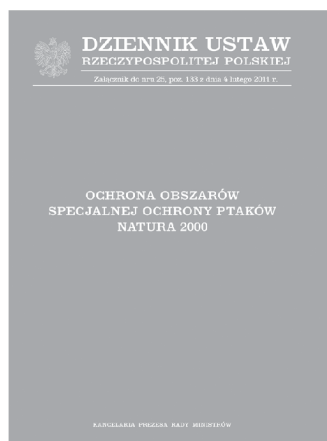 DZIENNIK USTAW
RZECZYPOSPOLITEJ POLSKIEJ
Załącznik do nru 25, poz. 133 z dnia 4 lutego 2011 r.
OCHRONA OBSZARÓW
SPECJALNEJ OCHRONY PTAKÓW
NATURA 2000
KANCELARIA PREZESA RADY MINISTRÓW